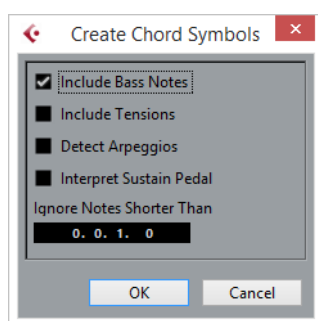 Create Chord Symbols
Include Bass Notes
Include Tensions
Detect Arpeggios
Interpret Sustain Pedal
Ignore Notes Shorter Than
0. 0. 1. 0
OK Cancel